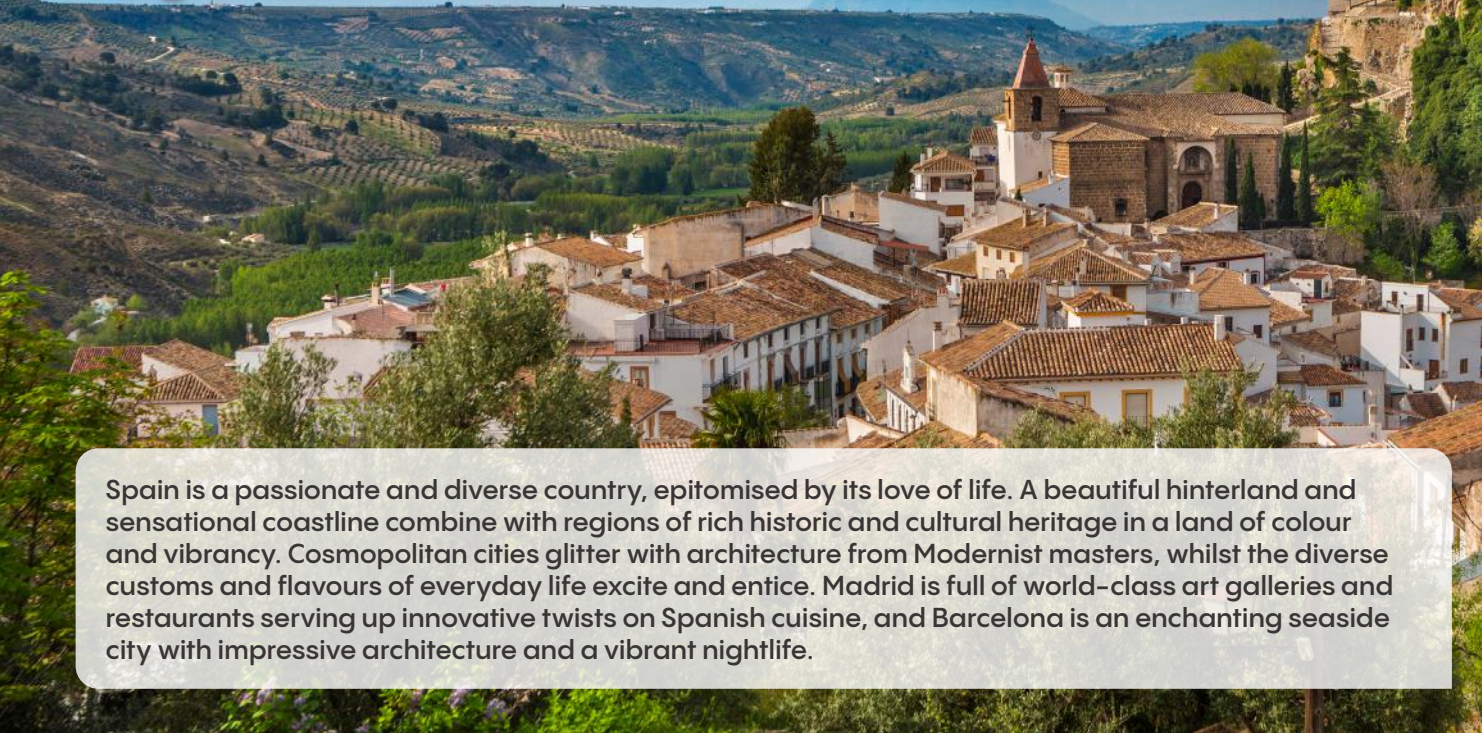 Spain is a passionate and diverse country, epitomised by its love of life. A beautiful hinterland and
sensational coastline combine with regions of rich historic and cultural heritage in a land of colour
and vibrancy. Cosmopolitan cities glitter with architecture from Modernist masters, whilst the diverse
customs and flavours of everyday life excite and entice. Madrid is full of world-class art galleries and
restaurants serving up innovative twists on Spanish cuisine, and Barcelona is an enchanting seaside
city with impressive architecture and a vibrant nightlife.